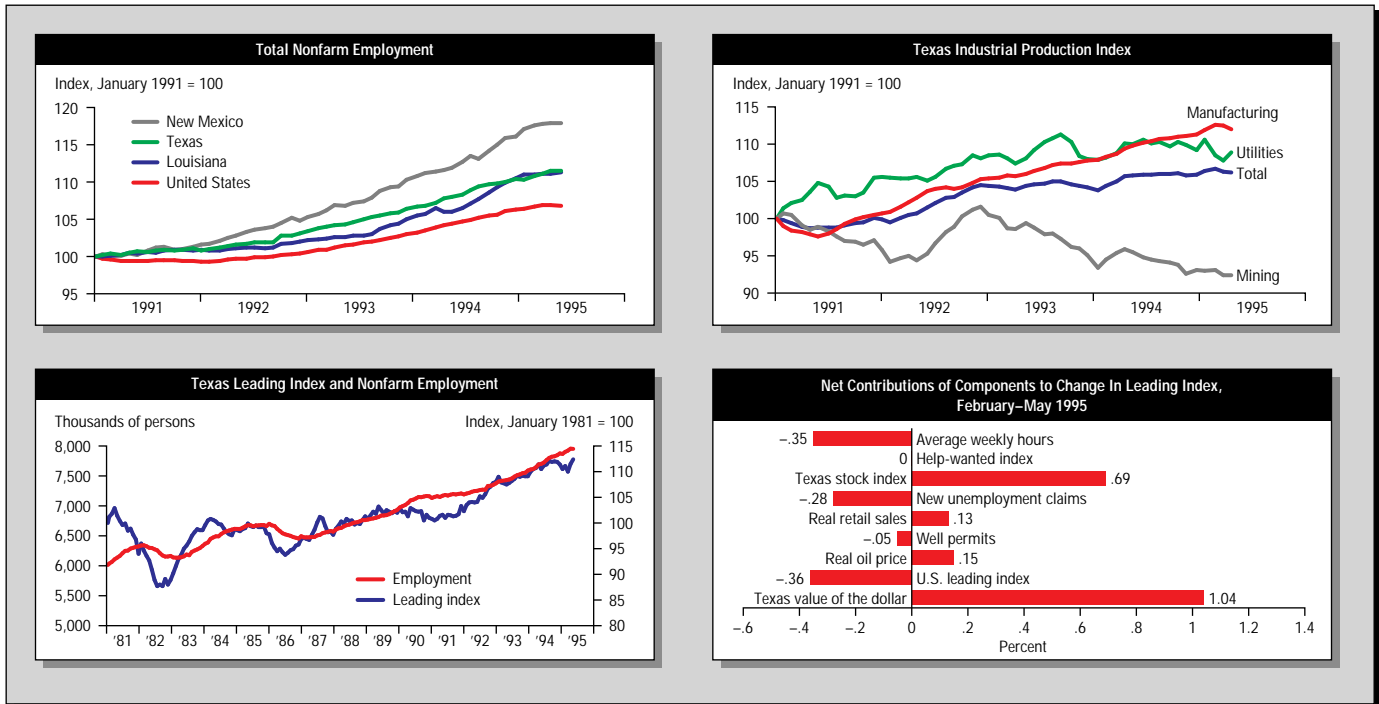 Total Nonfarm Employment
Index, January 1991 = 100
120
115
110
105
100
95
New Mexico
Texas
Louisiana
United States
1991 1992 1993 1994 1995
Texas Industrial Production Index
Index, January 1991 = 100
115
110
105
100
95
90
Manufacturing
Utilities
Total
Mining
1991 1992 1993 1994 1995
Texas Leading Index and Nonfarm Employment
Thousands of persons Index, January 1981 = 100
8,000 115
7,500 110
7,000 105
6,500 100
6,000 95
5,500 90
5,000 85
80
Employment
Leading index
'81 '82 '83 '84 '85 '86 '87 '88 '89 '90 '91 '92 '93 '94 '95
Net Contributions of Components to Change In Leading Index,
February–May 1995
–.35 Average weekly hours
0 Help-wanted index
Texas stock index .69
–.28 New unemployment claims
Real retail sales .13
–.05 Well permits
Real oil price .15
–.36 U.S. leading index
Texas value of the dollar 1.04
–.6 –.4 –.2 0 .2 .4 .6 .8 1 1.2 1.4
Percent